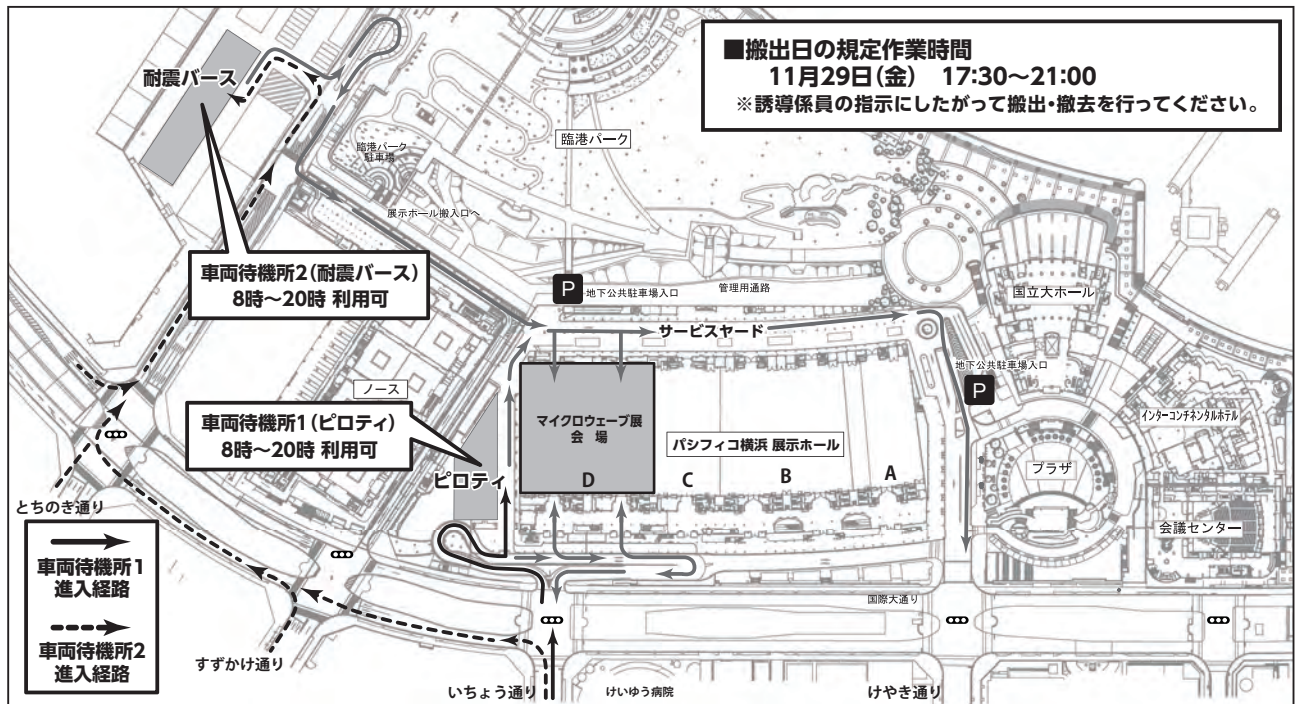 ■搬出日の規定作業時間
11月29日(金) 17:30～21:00
※誘導係員の指示にしたがって搬出・撤去を行ってください。
耐震バース
臨港パーク
駐車場
臨港パーク
展示ホール搬入口へ
車両待機所2(耐震バース)
8時～20時 利用可
P
地下公共駐車場入口
管理用通路
国立大ホール
サービスヤード
地下公共駐車場入口
P
ノース
マイクロウェーブ展
会 場
車両待機所1(ピロティ)
8時～20時 利用可
パシフィコ横浜 展示ホール
インターコンチネンタルホテル
ピロティ
D
C
B
A
プラザ
会議センター
とちのき通り
車両待機所1
進入経路
車両待機所2
進入経路
国際大通り
すずかけ通り
いちょう通り
けいゆう病院
けやき通り